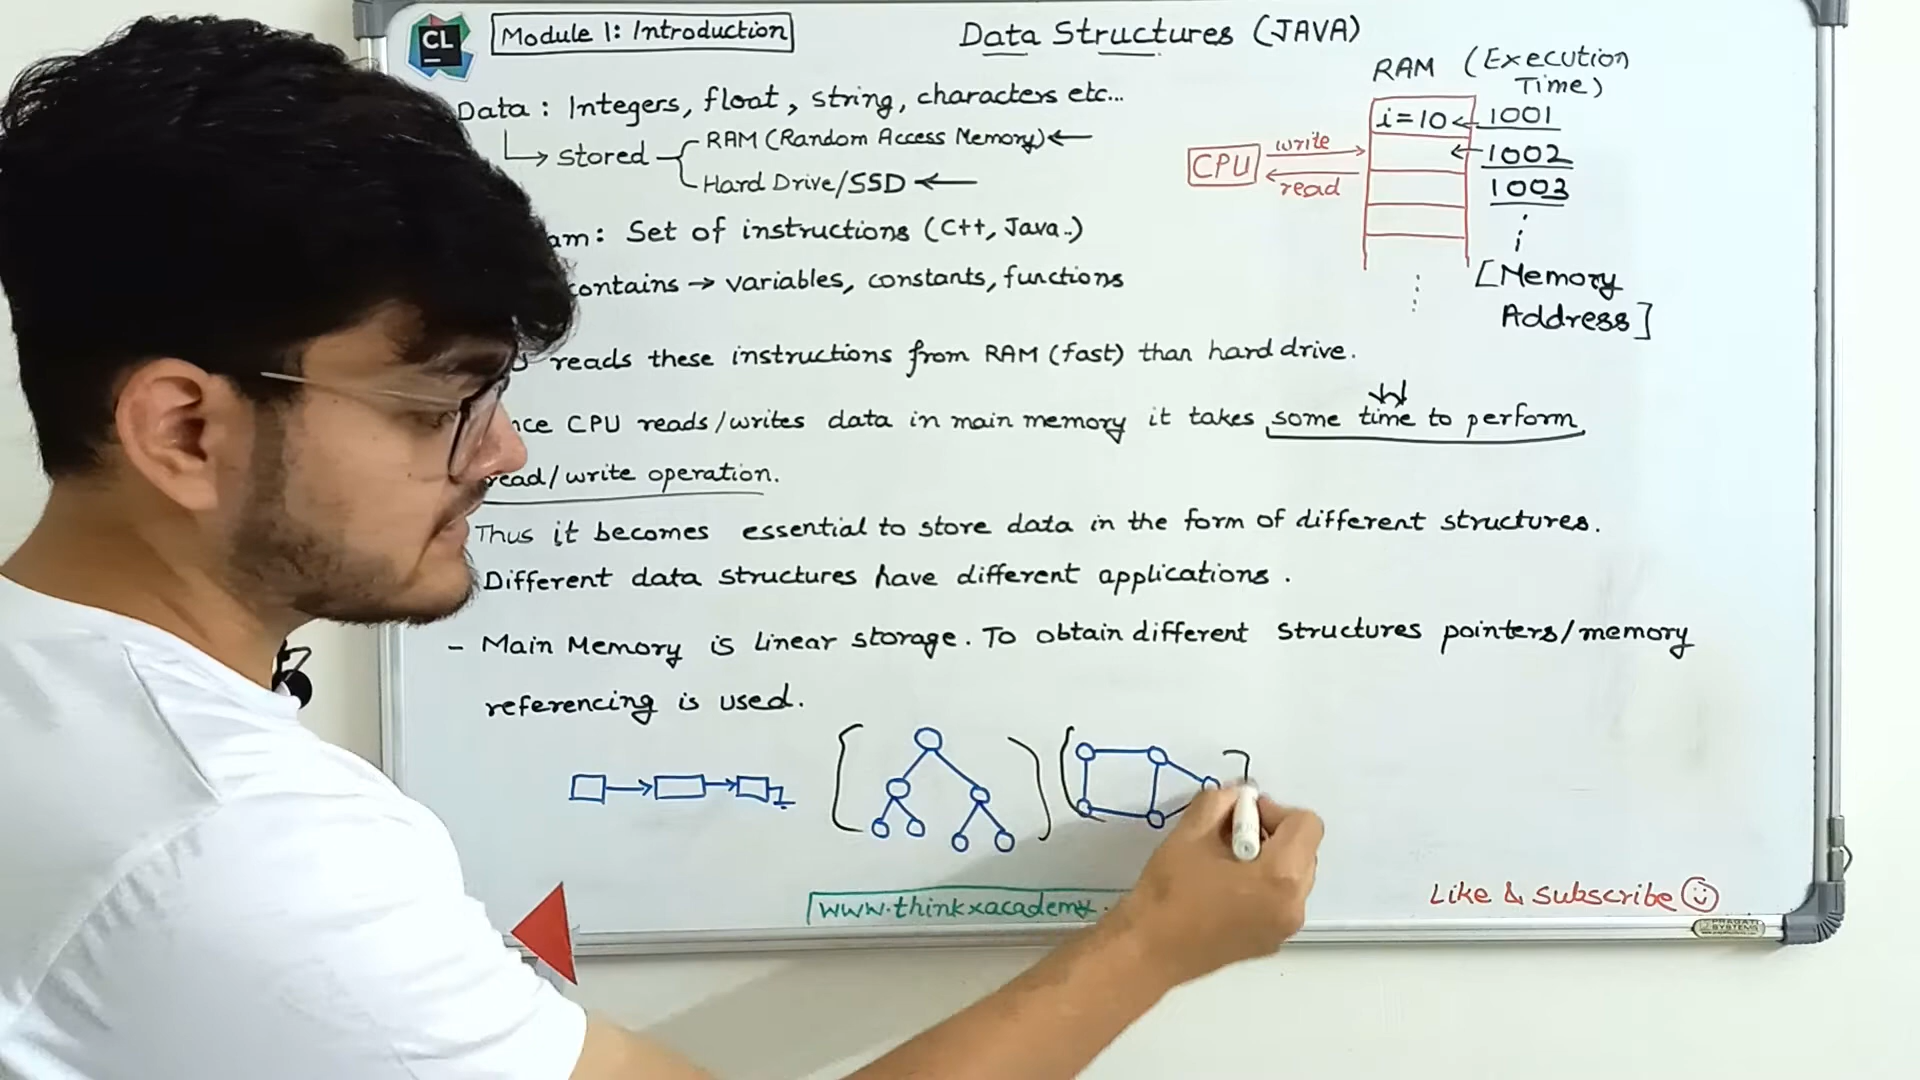 CL
Module 1: Introduction
Data Structures (JAVA)
Data: Integers, float, string, characters etc...
stored
RAM (Random Access Memory)
Hard Drive/SSD
am: Set of instructions (C++, Java..)
contains → variables, constants, functions
reads these instructions from RAM (fast) than hard drive.
nce CPU reads/writes data in main memory it takes some time to perform
read/write operation.
Thus it becomes essential to store data in the form of different structures.
Different data structures have different applications.
- Main Memory is linear storage. To obtain different structures pointers/memory
referencing is used.
RAM (Execution
Time)
i=10
1001
1002
1003
CPU
write
read
[Memory
Address]
www.thinkxacademy.
Like & subscribe
PRAGATI
SYSTEMS